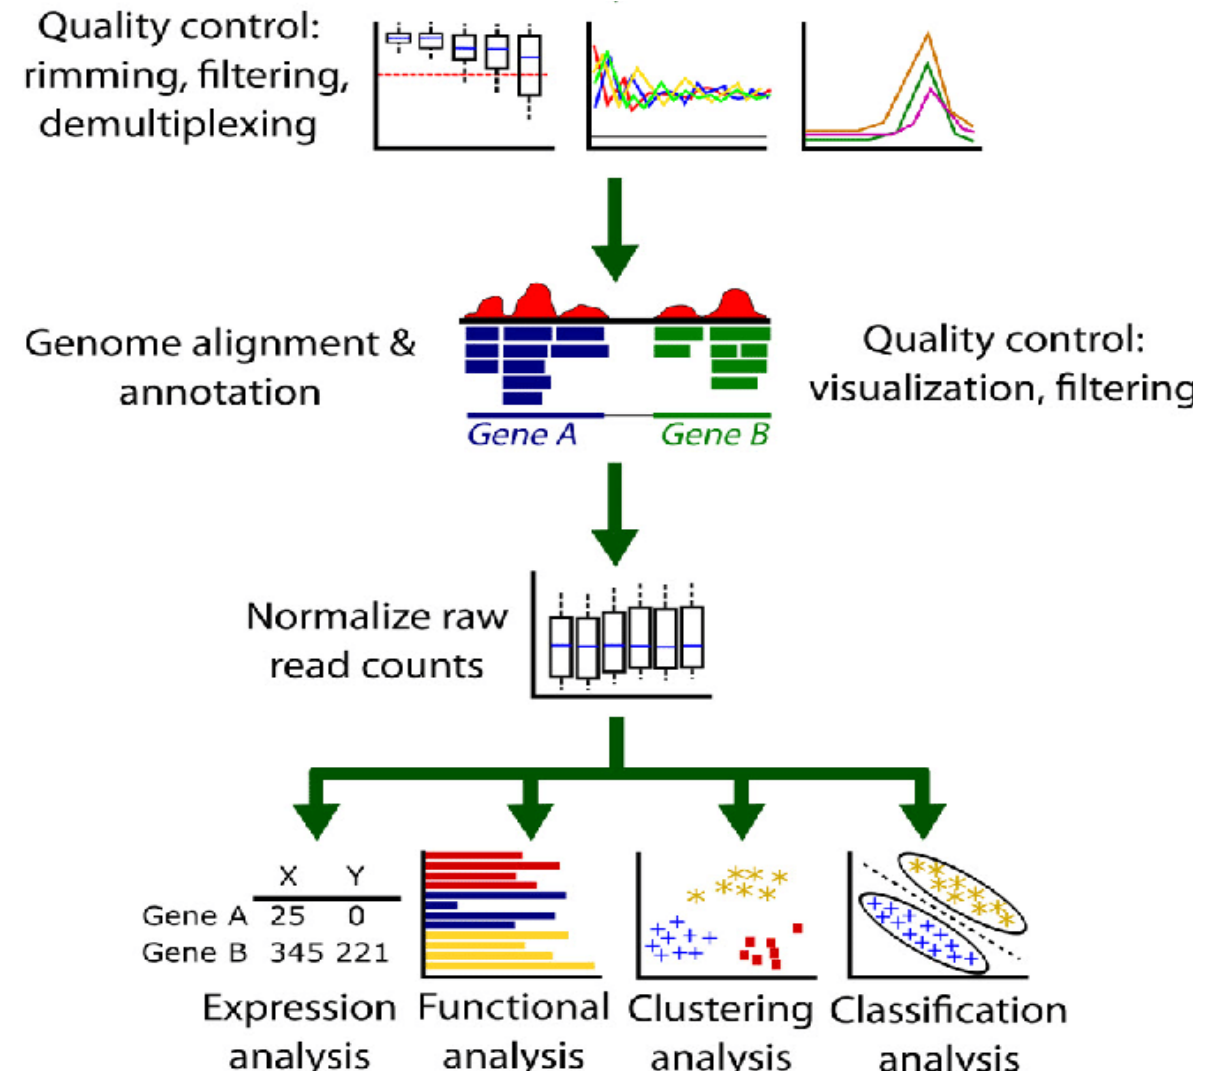 Quality control:
rimming, filtering,
demultiplexing
Genome alignment &
annotation
Gene A
Gene B
Quality control:
visualization, filtering
Normalize raw
read counts
X Y
Gene A 25 0
Gene B 345 221
Expression
analysis
Functional
analysis
Clustering
analysis
Classification
analysis